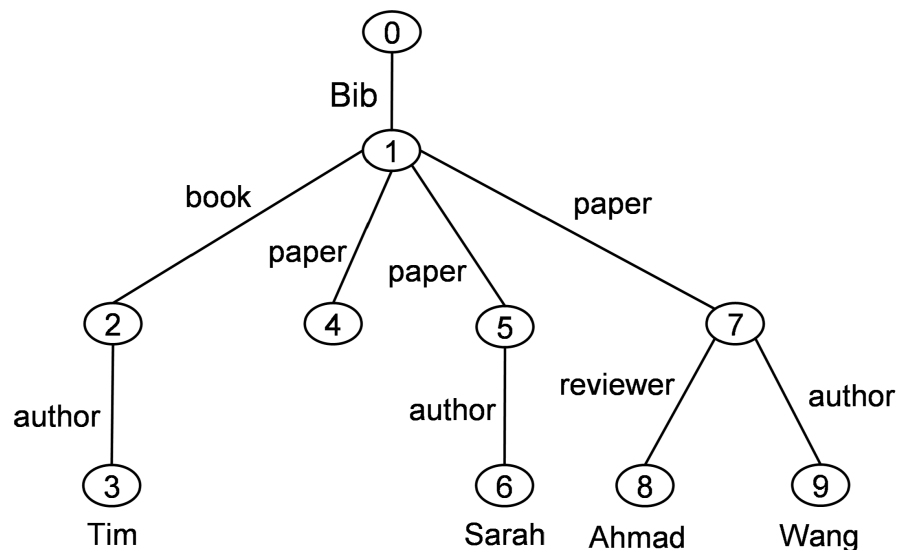 0
Bib
1
book
paper
paper
paper
2
4
5
7
author
author
reviewer
author
3
6
8
9
Tim
Sarah
Ahmad
Wang